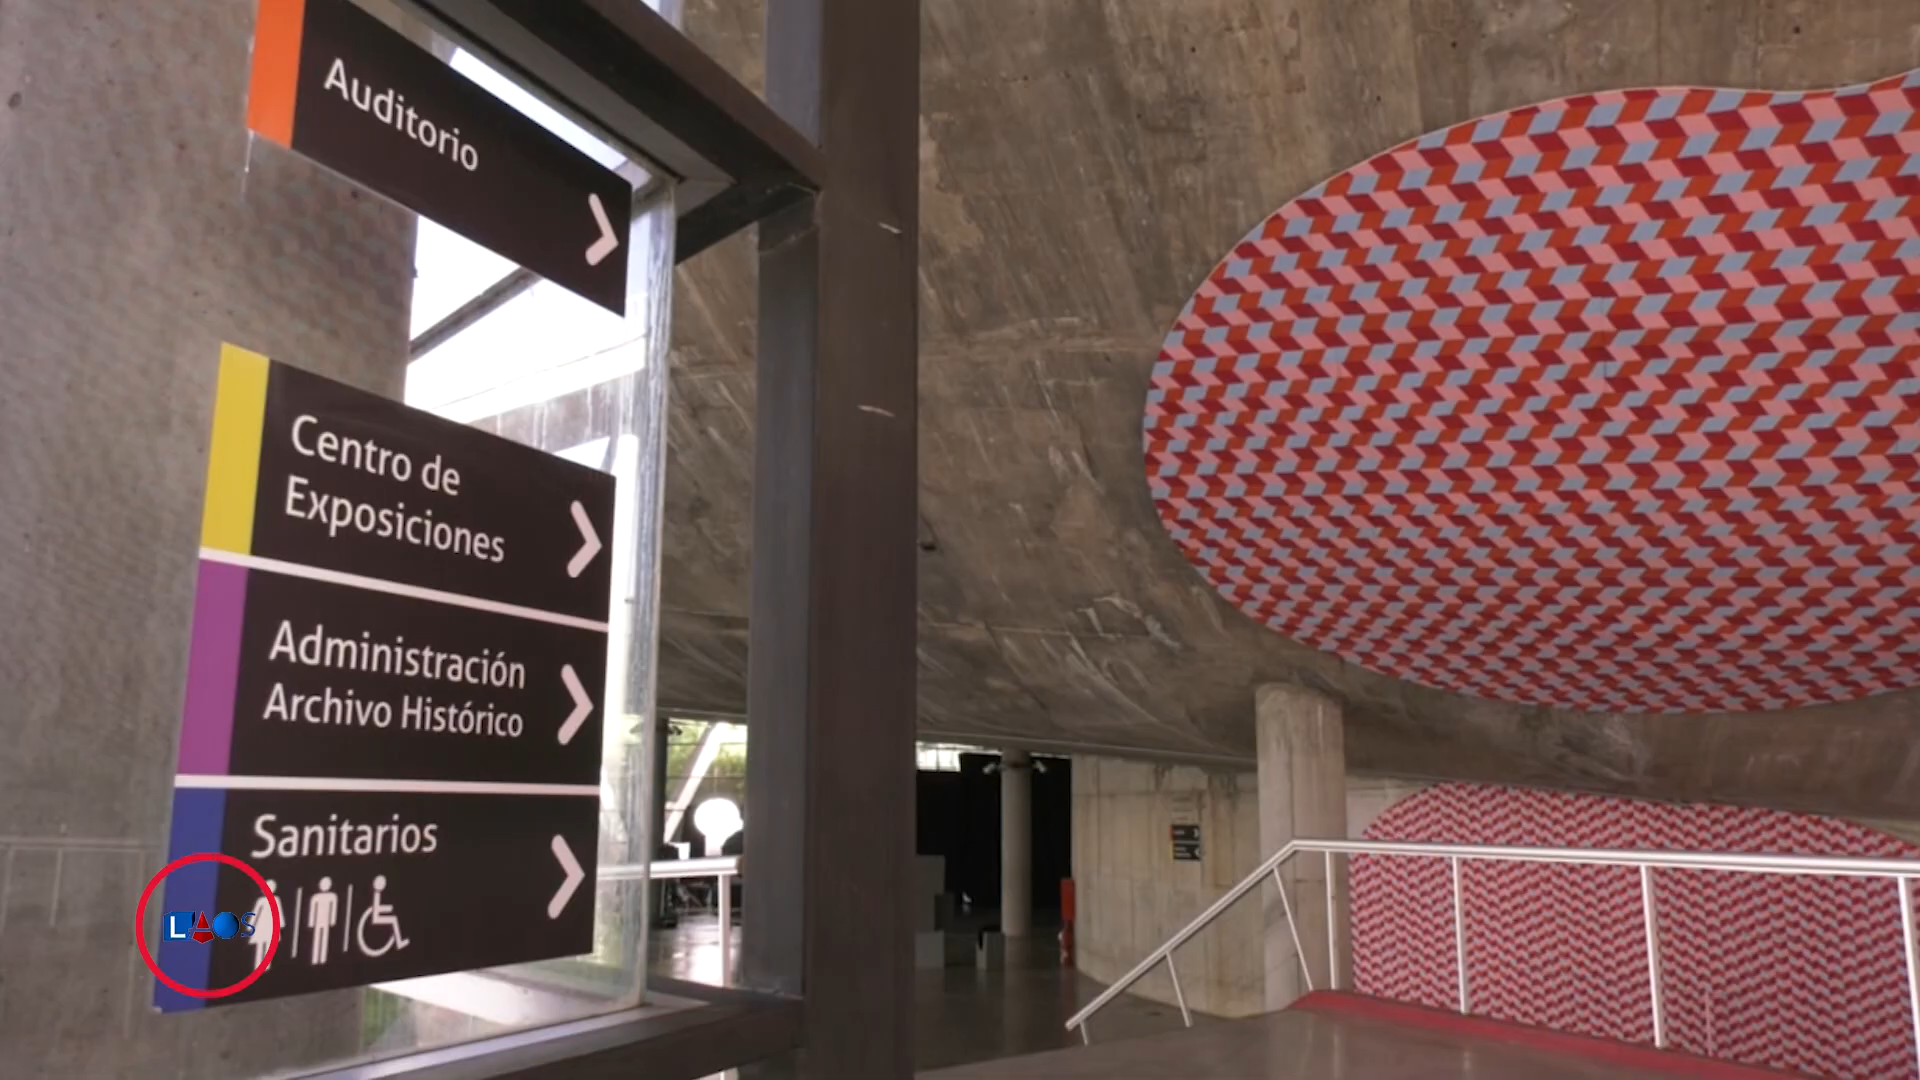 Auditorio
Centro de
Exposiciones
Administración
Archivo Histórico
Sanitarios
LAOS